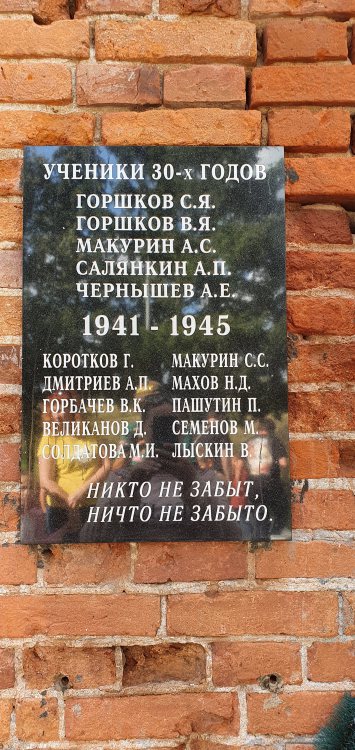 УЧЕНИКИ 30-х ГОДОВ
ГОРШКОВ С.Я.
ГОРШКОВ В.Я.
МАКУРИН А.С.
САЛЯНКИН А.П.
ЧЕРНЫШЕВ А.Е.
1941 - 1945
КОРОТКОВ Г. МАКУРИН С.С.
ДМИТРИЕВ А.П. МАХОВ Н.Д.
ГОРБАЧЕВ В.К. ПАШУТИН П.
ВЕЛИКАНОВ Д. СЕМЕНОВ М.
СОЛДАТОВА М.И. ЛЫСКИН В.
НИКТО НЕ ЗАБЫТ,
НИЧТО НЕ ЗАБЫТО.